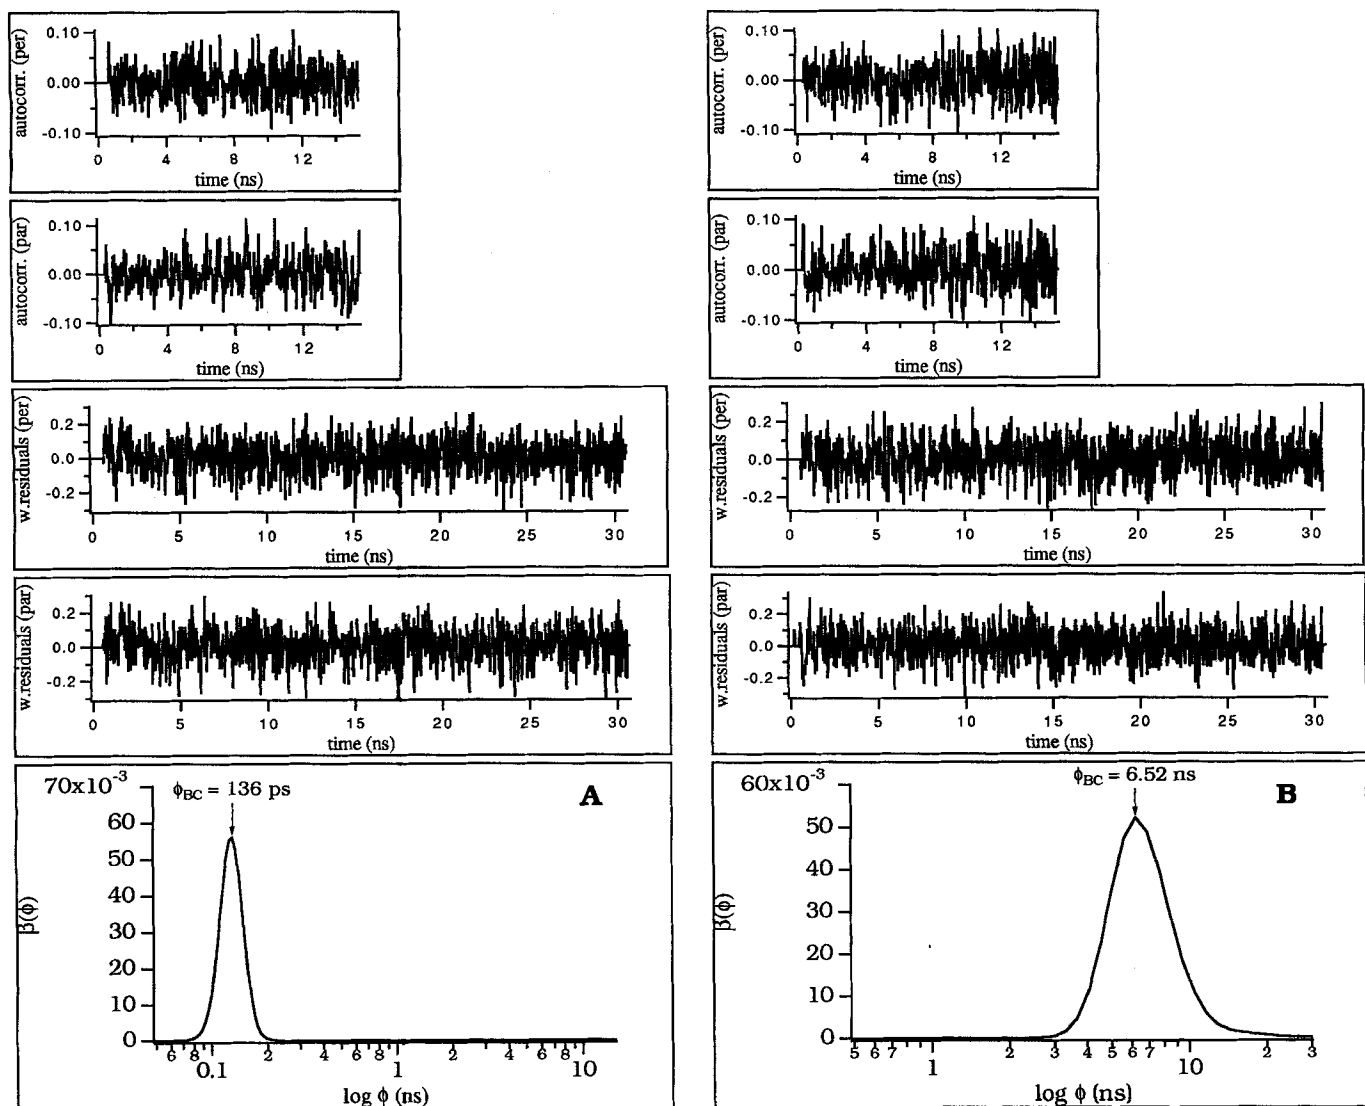 autocorr. (per)
0.10
0.00
-0.10
0 4 8 12
time (ns)
autocorr. (par)
0.10
0.00
-0.10
0 4 8 12
time (ns)
w.residuals (per)
0.2
0.0
-0.2
0 5 10 15 20 25 30
time (ns)
w.residuals (par)
0.2
0.0
-0.2
0 5 10 15 20 25 30
time (ns)
70x10⁻³
ϕBC = 136 ps
A
60
50
40
30
20
10
0
β(ϕ)
6 8 2 4 6 8 2 4 6 8
0.1 1 10
log ϕ (ns)
autocorr. (per)
0.10
0.00
-0.10
0 4 8 12
time (ns)
autocorr. (par)
0.10
0.00
-0.10
0 4 8 12
time (ns)
w.residuals (per)
0.2
0.0
-0.2
0 5 10 15 20 25 30
time (ns)
w.residuals (par)
0.2
0.0
-0.2
0 5 10 15 20 25 30
time (ns)
60x10⁻³
ϕBC = 6.52 ns
B
50
40
30
20
10
0
β(ϕ)
5 6 7 2 3 4 5 6 7 2 3
1 10
log ϕ (ns)